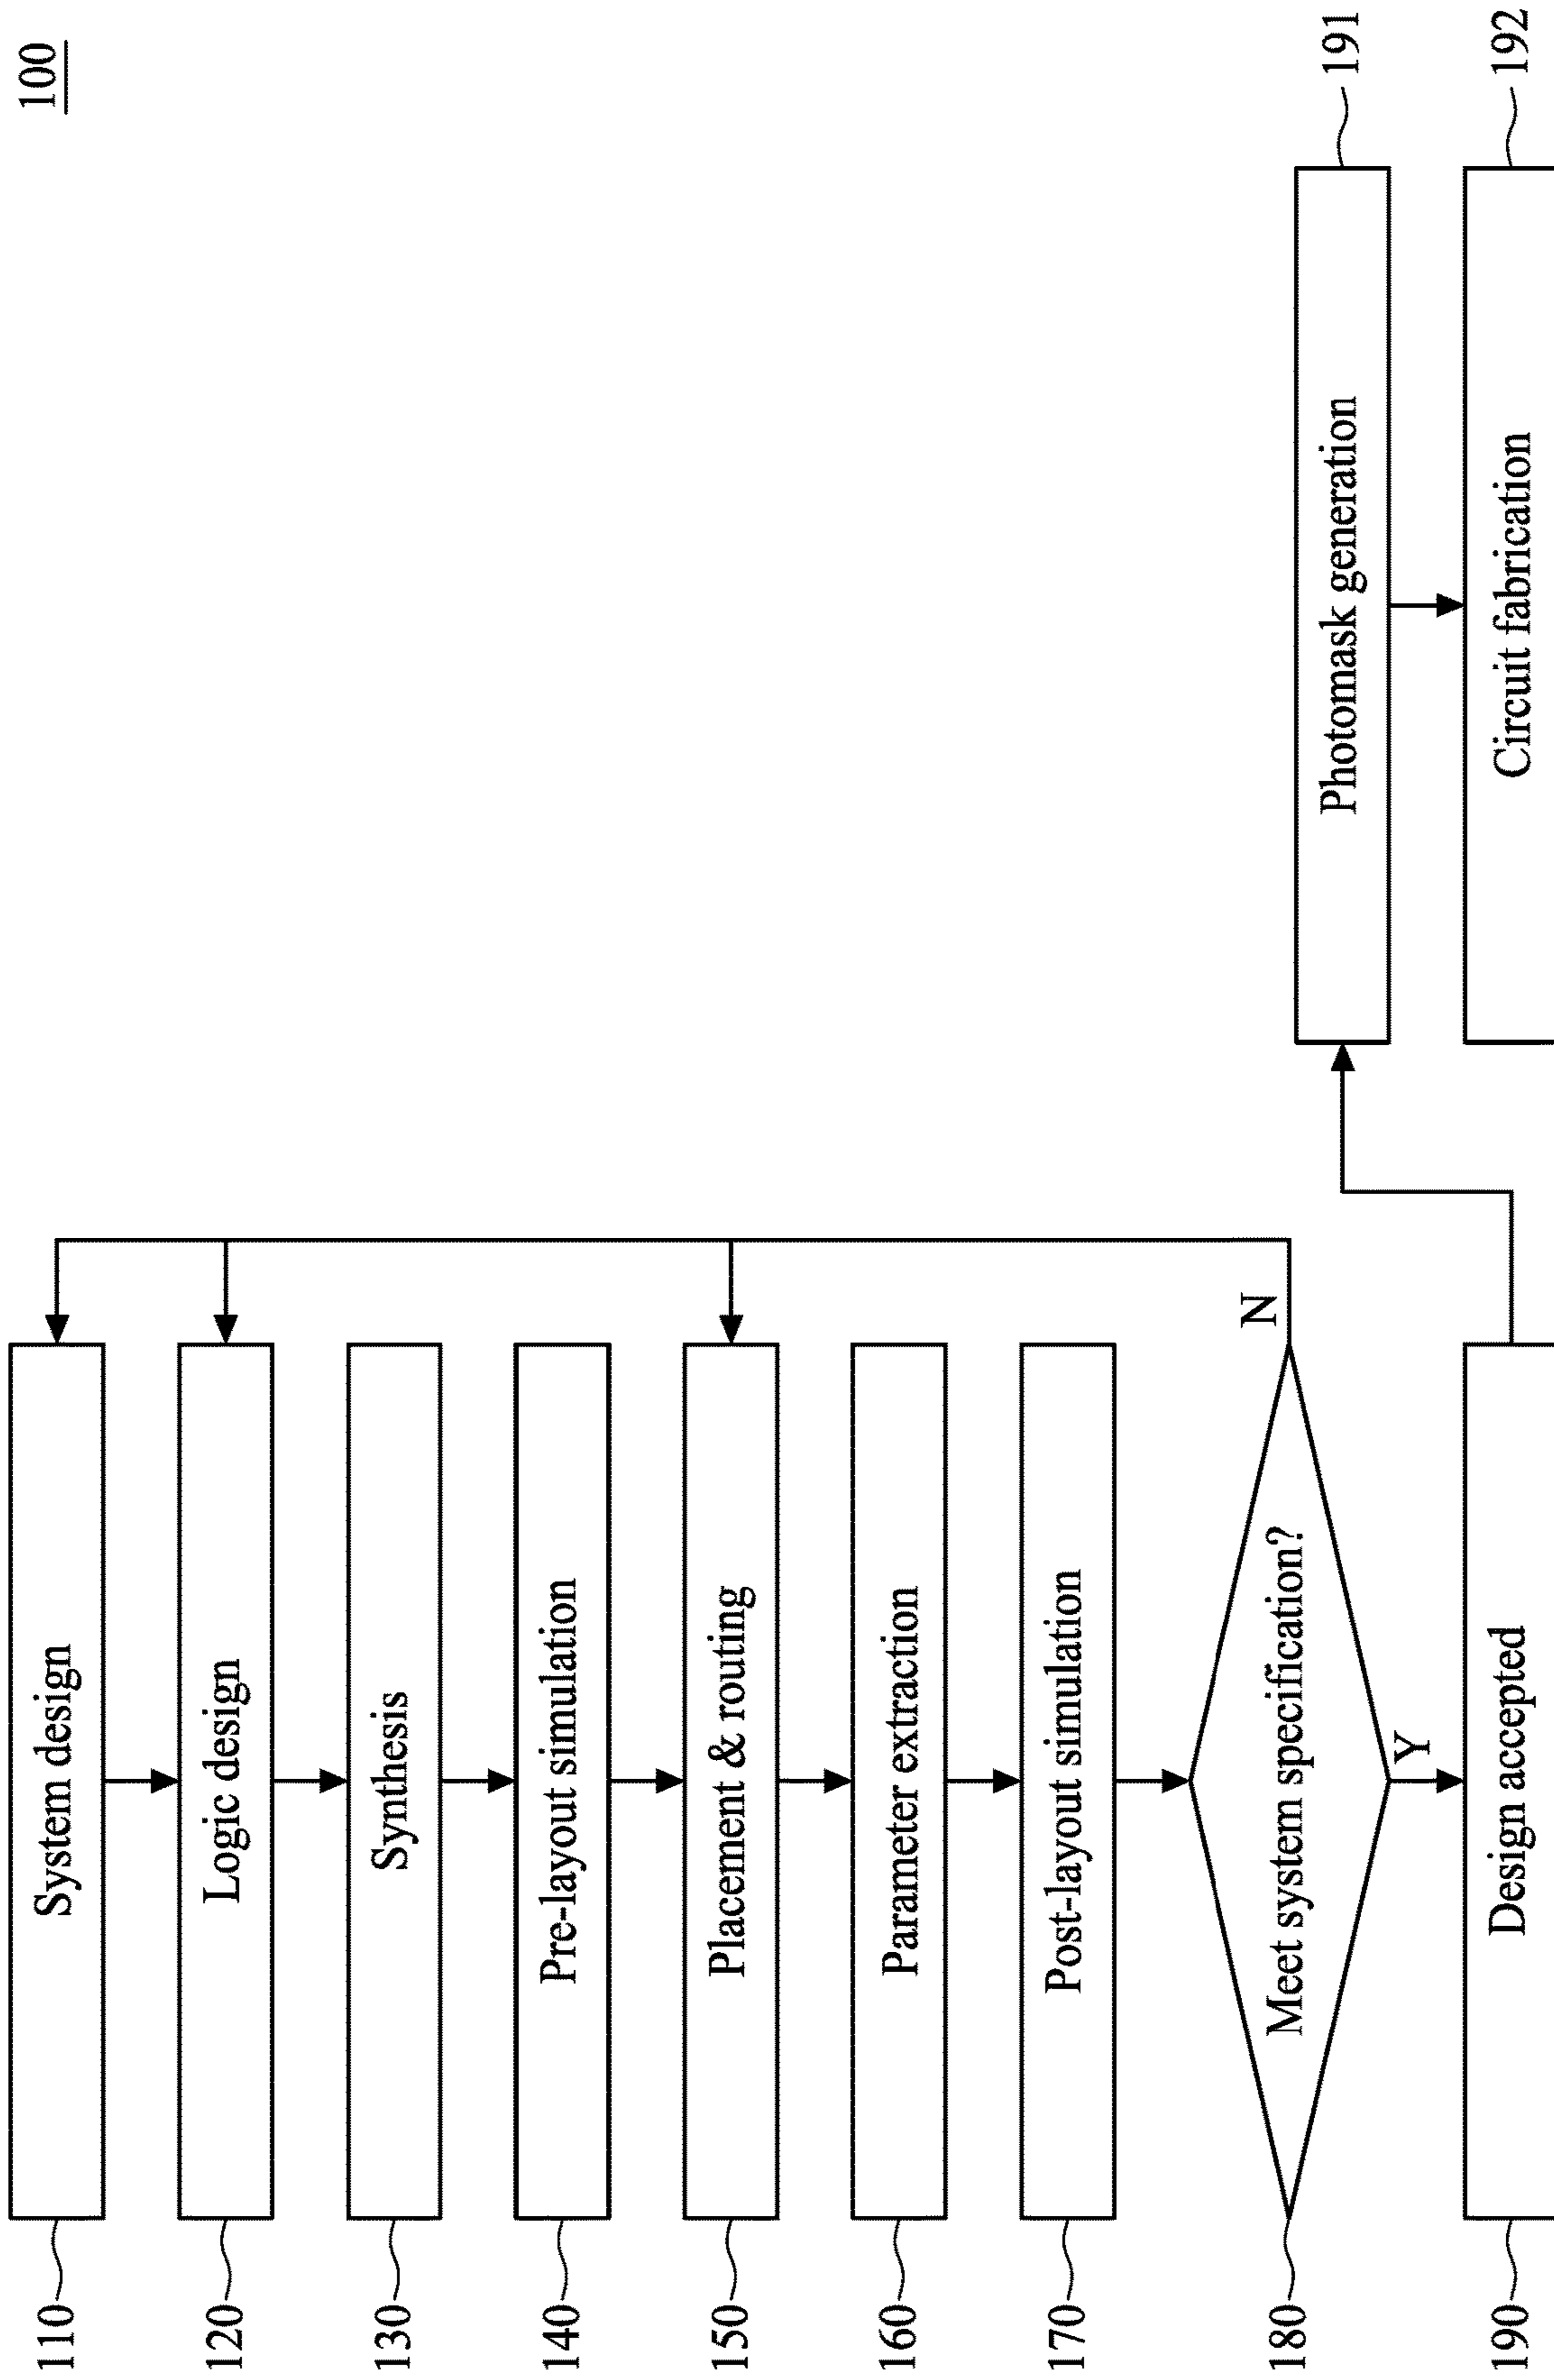 100
110
System design
120
Logic design
130
Synthesis
140
Pre-layout simulation
150
Placement & routing
160
Parameter extraction
170
Post-layout simulation
180
Meet system specification?
N
Y
190
Design accepted
Photomask generation
191
Circuit fabrication
192